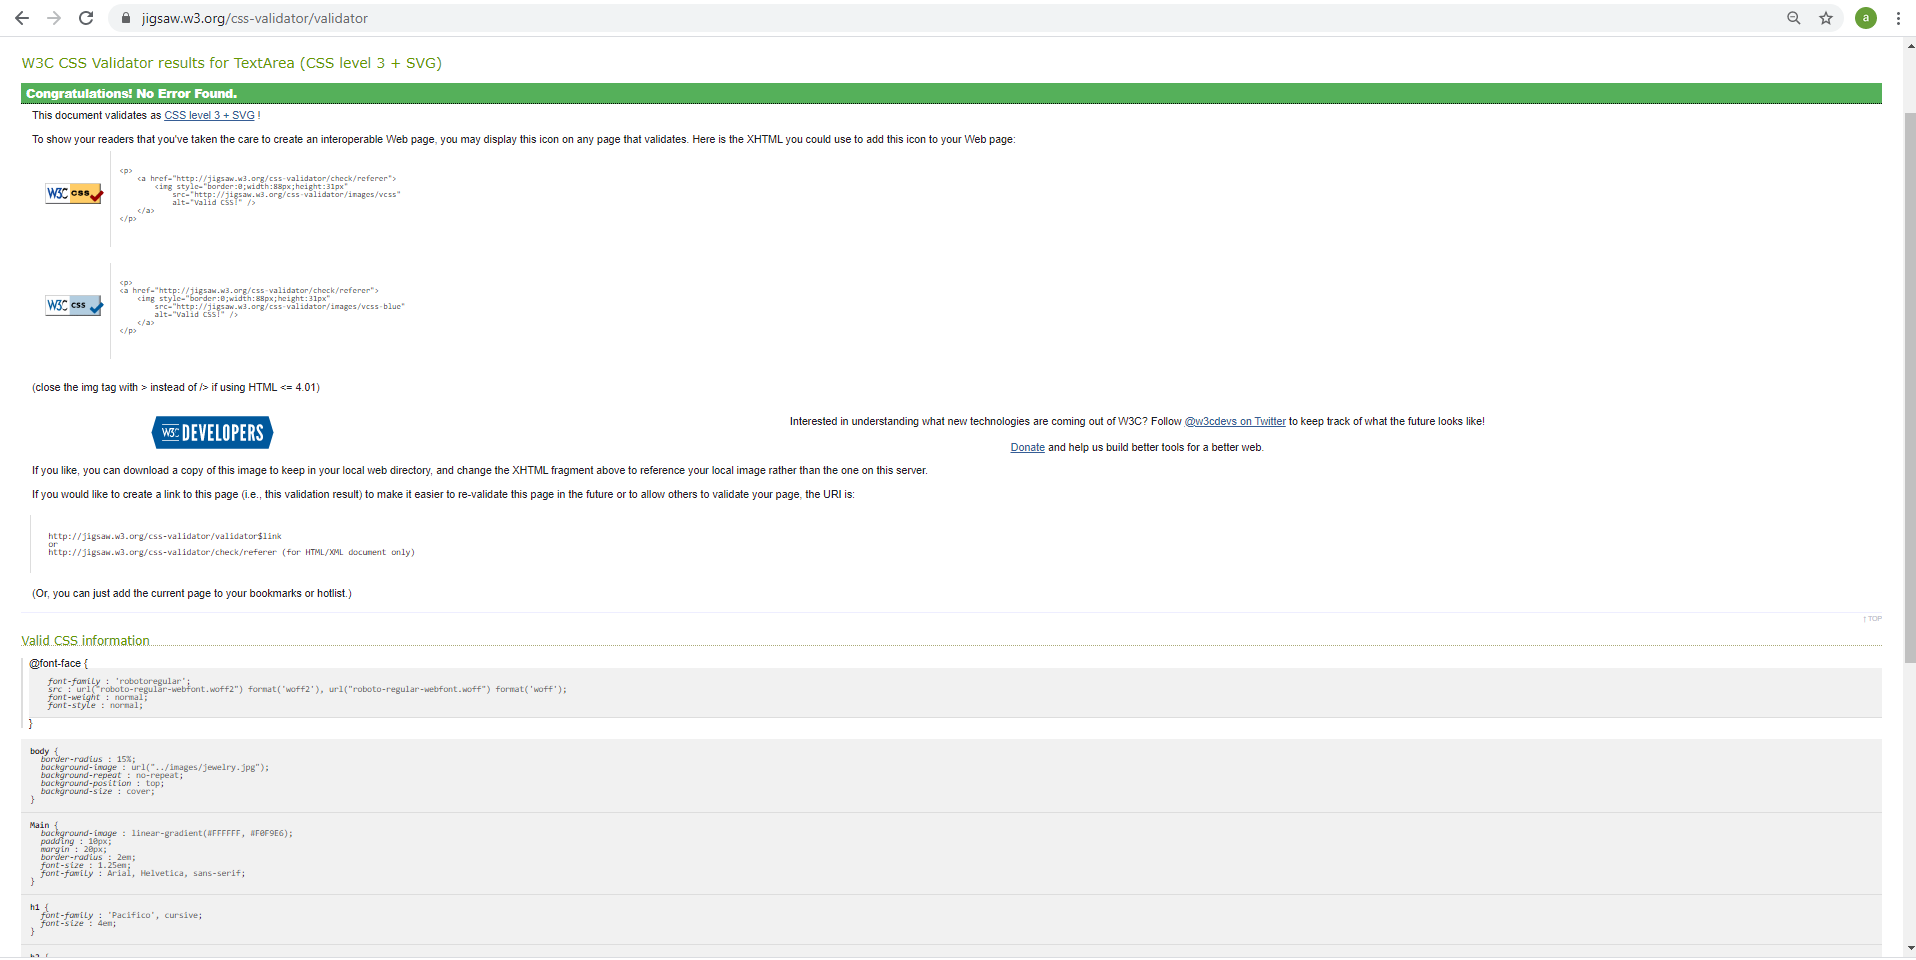 jigsaw.w3.org/css-validator/validator
a
W3C CSS Validator results for TextArea (CSS level 3 + SVG)
Congratulations! No Error Found.
This document validates as CSS level 3 + SVG !
To show your readers that you've taken the care to create an interoperable Web page, you may display this icon on any page that validates. Here is the XHTML you could use to add this icon to your Web page:
W3C css
<p>
<a href="http://jigsaw.w3.org/css-validator/check/referer">
<img style="border:0;width:88px;height:31px"
src="http://jigsaw.w3.org/css-validator/images/vcss"
alt="Valid CSS!" />
</a>
</p>
W3C css
<p>
<a href="http://jigsaw.w3.org/css-validator/check/referer">
<img style="border:0;width:88px;height:31px"
src="http://jigsaw.w3.org/css-validator/images/vcss-blue"
alt="Valid CSS!" />
</a>
</p>
(close the img tag with > instead of /> if using HTML <= 4.01)
W3C DEVELOPERS
Interested in understanding what new technologies are coming out of W3C? Follow @w3cdevs on Twitter to keep track of what the future looks like!
Donate and help us build better tools for a better web.
If you like, you can download a copy of this image to keep in your local web directory, and change the XHTML fragment above to reference your local image rather than the one on this server.
If you would like to create a link to this page (i.e., this validation result) to make it easier to re-validate this page in the future or to allow others to validate your page, the URI is:
http://jigsaw.w3.org/css-validator/validator$link
or
http://jigsaw.w3.org/css-validator/check/referer (for HTML/XML document only)
(Or, you can just add the current page to your bookmarks or hotlist.)
↑ TOP
Valid CSS information
@font-face {
font-family : 'robotoregular';
src : url("roboto-regular-webfont.woff2") format('woff2'), url("roboto-regular-webfont.woff") format('woff');
font-weight : normal;
font-style : normal;
}
body {
border-radius : 15%;
background-image : url("../images/jewelry.jpg");
background-repeat : no-repeat;
background-position : top;
background-size : cover;
}
Main {
background-image : linear-gradient(#FFFFFF, #F0F9E6);
padding : 10px;
margin : 20px;
border-radius : 2em;
font-size : 1.25em;
font-family : Arial, Helvetica, sans-serif;
}
h1 {
font-family : 'Pacifico', cursive;
font-size : 4em;
}